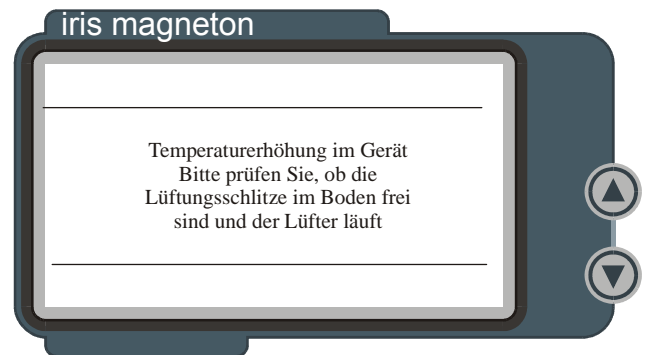 iris magneton
Temperaturerhöhung im Gerät
Bitte prüfen Sie, ob die
Lüftungsschlitze im Boden frei
sind und der Lüfter läuft